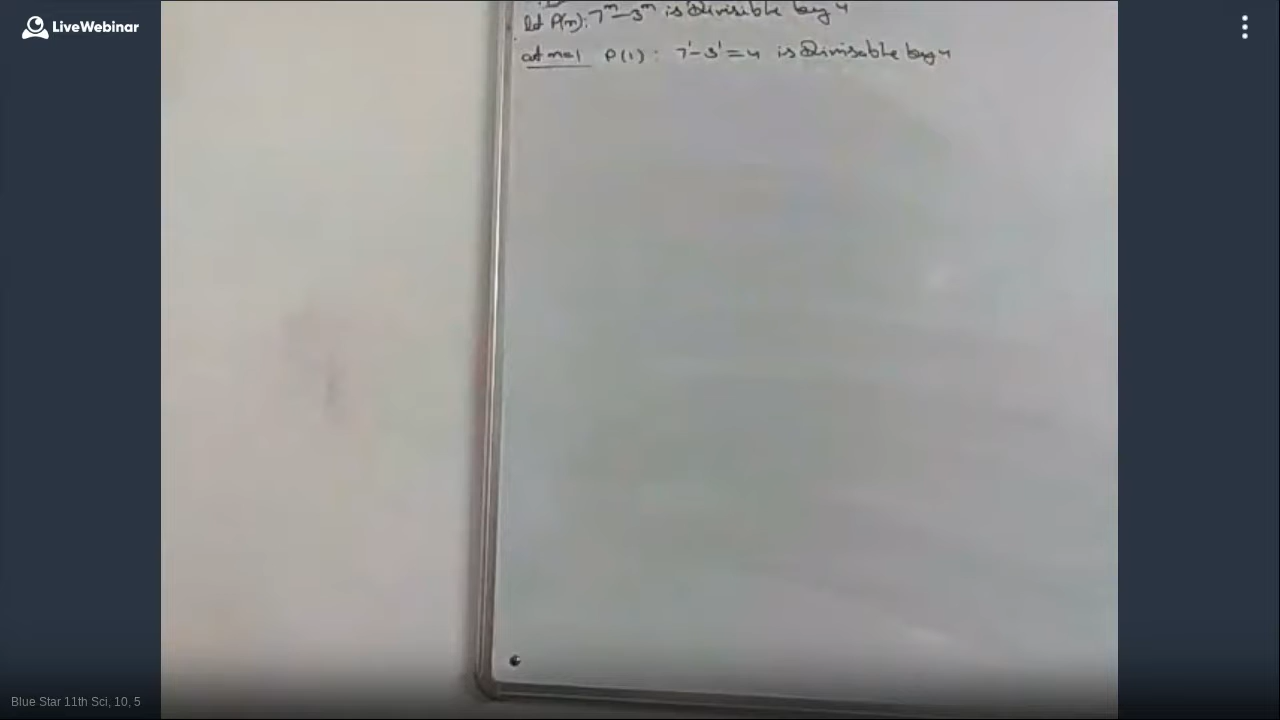 LiveWebinar
let P(n): 7ⁿ-3ⁿ is divisible by 4
at n=1 P(1): 7¹-3¹=4 is divisable by 4
Blue Star 11th Sci, 10, 5